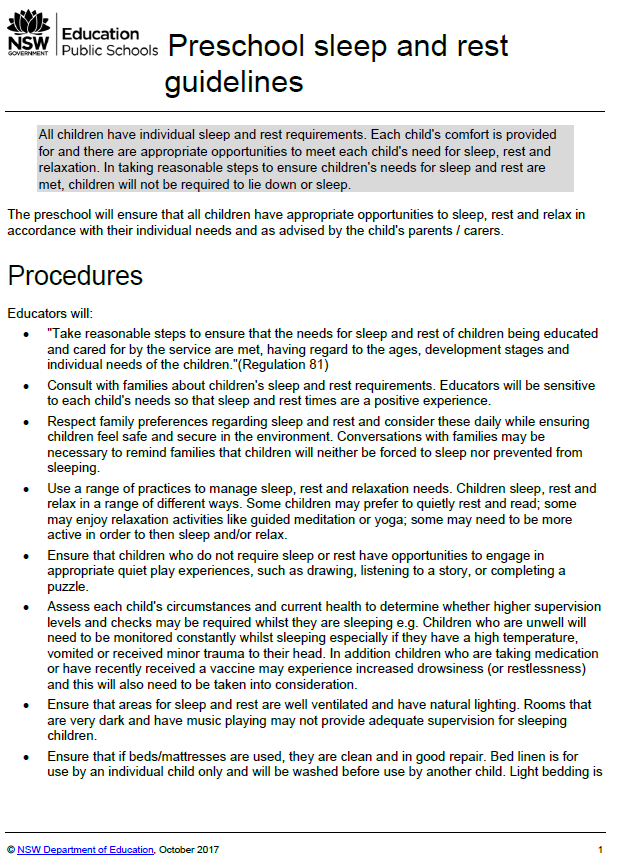 NSW
GOVERNMENT
Education
Public Schools
Preschool sleep and rest
guidelines
All children have individual sleep and rest requirements. Each child's comfort is provided
for and there are appropriate opportunities to meet each child's need for sleep, rest and
relaxation. In taking reasonable steps to ensure children's needs for sleep and rest are
met, children will not be required to lie down or sleep.
The preschool will ensure that all children have appropriate opportunities to sleep, rest and relax in
accordance with their individual needs and as advised by the child's parents / carers.
Procedures
Educators will:
• "Take reasonable steps to ensure that the needs for sleep and rest of children being educated
and cared for by the service are met, having regard to the ages, development stages and
individual needs of the children."(Regulation 81)
• Consult with families about children's sleep and rest requirements. Educators will be sensitive
to each child's needs so that sleep and rest times are a positive experience.
• Respect family preferences regarding sleep and rest and consider these daily while ensuring
children feel safe and secure in the environment. Conversations with families may be
necessary to remind families that children will neither be forced to sleep nor prevented from
sleeping.
• Use a range of practices to manage sleep, rest and relaxation needs. Children sleep, rest and
relax in a range of different ways. Some children may prefer to quietly rest and read; some
may enjoy relaxation activities like guided meditation or yoga; some may need to be more
active in order to then sleep and/or relax.
• Ensure that children who do not require sleep or rest have opportunities to engage in
appropriate quiet play experiences, such as drawing, listening to a story, or completing a
puzzle.
• Assess each child's circumstances and current health to determine whether higher supervision
levels and checks may be required whilst they are sleeping e.g. Children who are unwell will
need to be monitored constantly whilst sleeping especially if they have a high temperature,
vomited or received minor trauma to their head. In addition children who are taking medication
or have recently received a vaccine may experience increased drowsiness (or restlessness)
and this will also need to be taken into consideration.
• Ensure that areas for sleep and rest are well ventilated and have natural lighting. Rooms that
are very dark and have music playing may not provide adequate supervision for sleeping
children.
• Ensure that if beds/mattresses are used, they are clean and in good repair. Bed linen is for
use by an individual child only and will be washed before use by another child. Light bedding is
© NSW Department of Education, October 2017
1